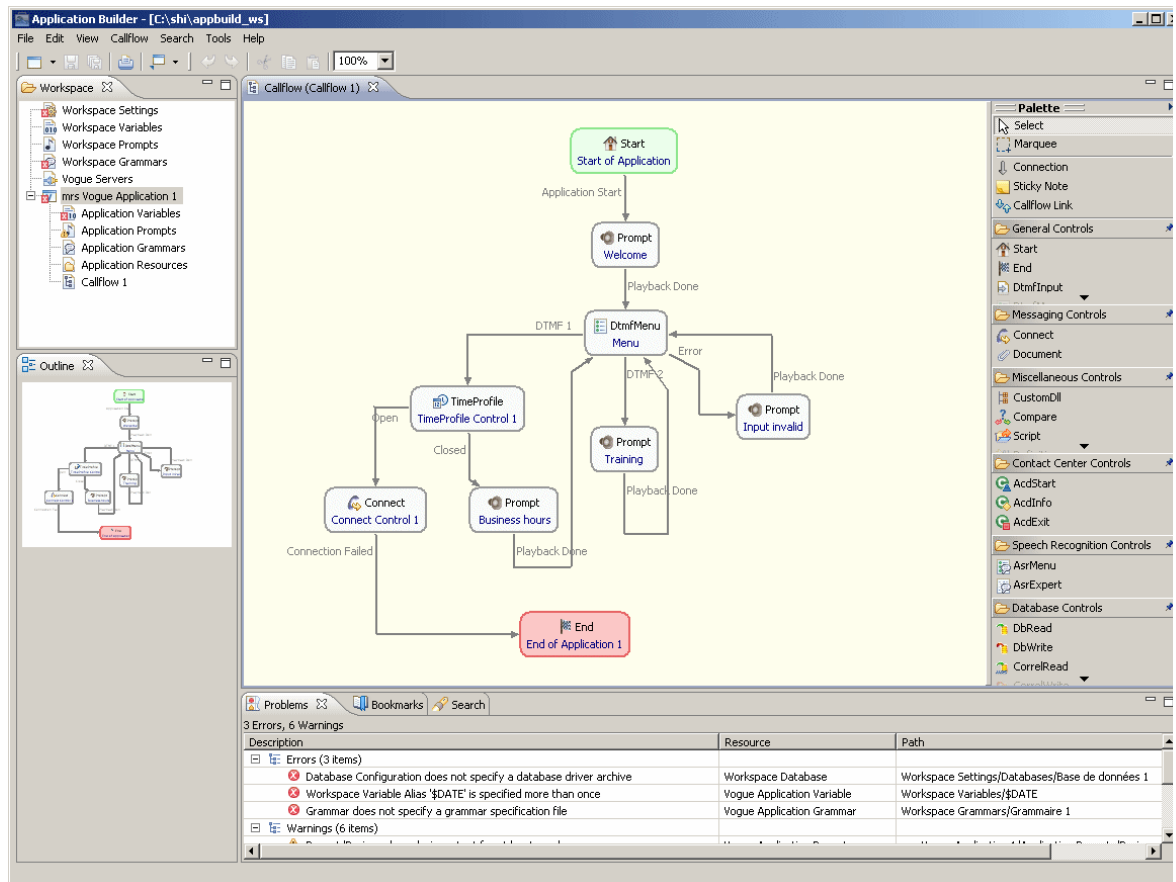 Application Builder - [C:\shi\appbuild_ws]
File Edit View Callflow Search Tools Help
100%
Workspace
Workspace Settings
Workspace Variables
Workspace Prompts
Workspace Grammars
Vogue Servers
mrs Vogue Application 1
Application Variables
Application Prompts
Application Grammars
Application Resources
Callflow 1
Outline
Callflow (Callflow 1)
Start
Start of Application
Application Start
Prompt
Welcome
Playback Done
DTMF 1
DtmfMenu
Menu
Error
DTMF 2
Playback Done
TimeProfile
TimeProfile Control 1
Prompt
Input invalid
Open
Closed
Prompt
Training
Playback Done
Connect
Connect Control 1
Prompt
Business hours
Connection Failed
Playback Done
End
End of Application 1
Palette
Select
Marquee
Connection
Sticky Note
Callflow Link
General Controls
Start
End
DtmfInput
Messaging Controls
Connect
Document
Miscellaneous Controls
CustomDll
Compare
Script
Contact Center Controls
AcdStart
AcdInfo
AcdExit
Speech Recognition Controls
AsrMenu
AsrExpert
Database Controls
DbRead
DbWrite
CorrelRead
Problems
Bookmarks
Search
3 Errors, 6 Warnings
Description Resource Path
Errors (3 items)
Database Configuration does not specify a database driver archive Workspace Database Workspace Settings/Databases/Base de données 1
Workspace Variable Alias '$DATE' is specified more than once Vogue Application Variable Workspace Variables/$DATE
Grammar does not specify a grammar specification file Vogue Application Grammar Workspace Grammars/Grammaire 1
Warnings (6 items)